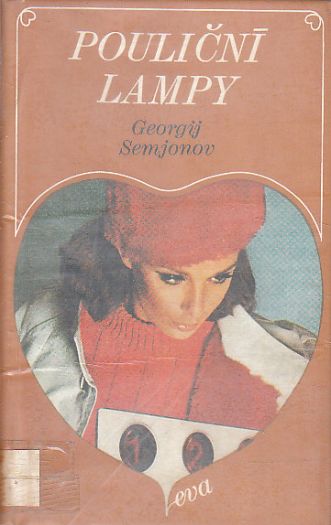 POULIČNÍ
LAMPY
Georgij
Semjonov
1 2
eva